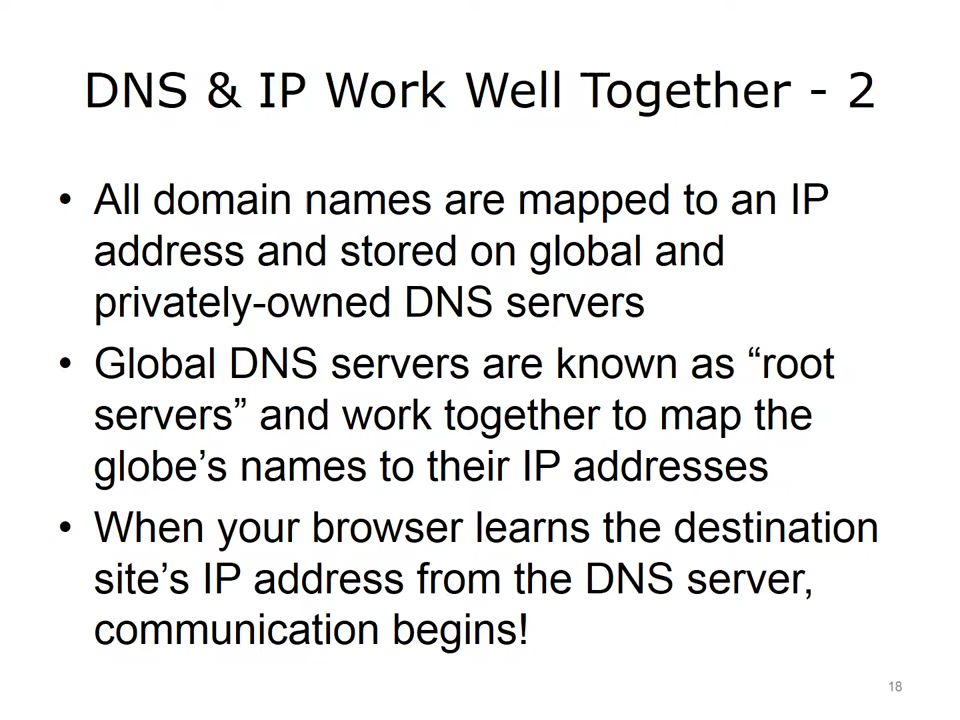 DNS & IP Work Well Together - 2
• All domain names are mapped to an IP
address and stored on global and
privately-owned DNS servers
• Global DNS servers are known as “root
servers” and work together to map the
globe’s names to their IP addresses
• When your browser learns the destination
site’s IP address from the DNS server,
communication begins!
18